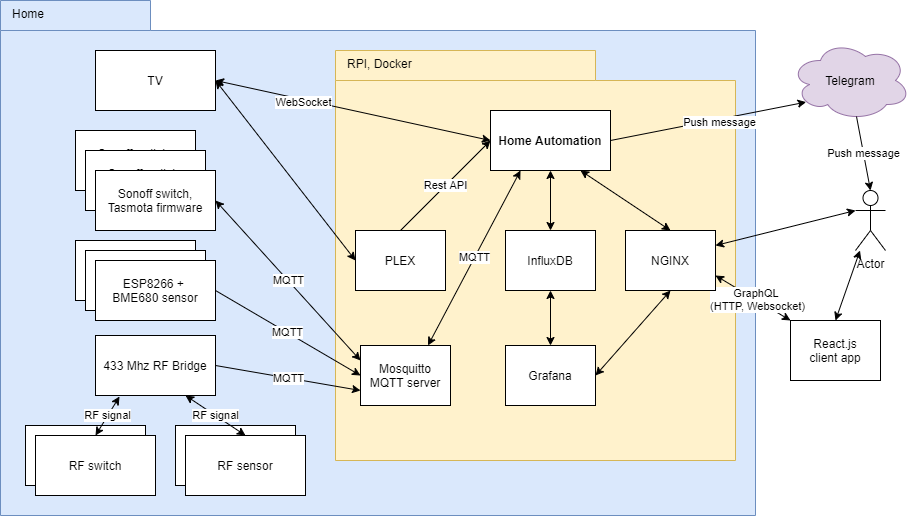 Home
RPI, Docker
TV
WebSocket
Home Automation
Push message
Telegram
Push message
Sonoff switch,
Tasmota firmware
Rest API
MQTT
MQTT
PLEX
InfluxDB
NGINX
Actor
ESP8266 +
BME680 sensor
GraphQL
(HTTP, Websocket)
MQTT
React.js
client app
433 Mhz RF Bridge
MQTT
Mosquitto
MQTT server
Grafana
RF signal
RF signal
RF switch
RF sensor